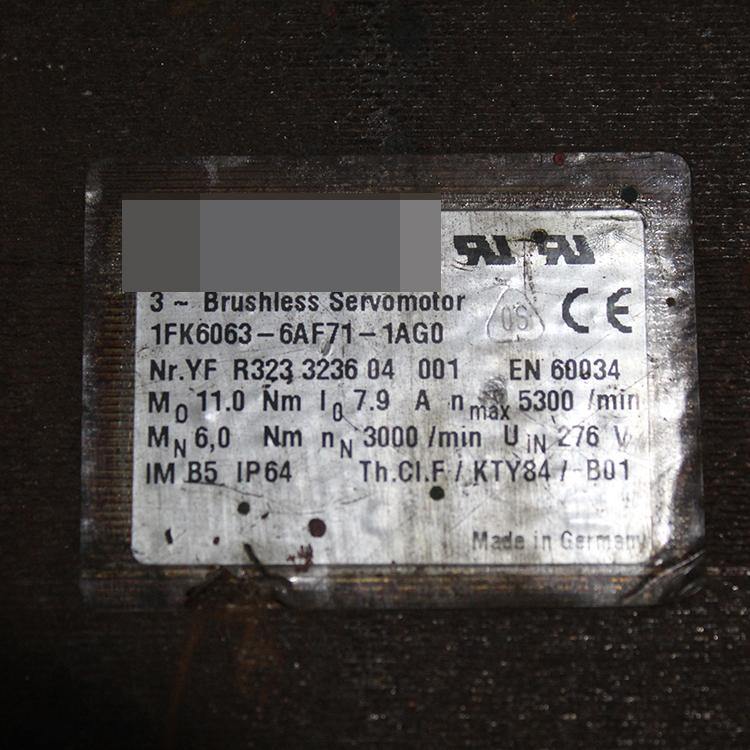 3 ~ Brushless Servomotor
1FK6063-6AF71-1AG0
Nr.YF R323 3236 04 001 EN 60034
M0 11.0 Nm I0 7.9 A nmax 5300 /min
MN 6,0 Nm nN 3000 /min UiN 276 V
IM B5 IP64 Th.Cl.F / KTY84 / B01
Made in Germany
CE